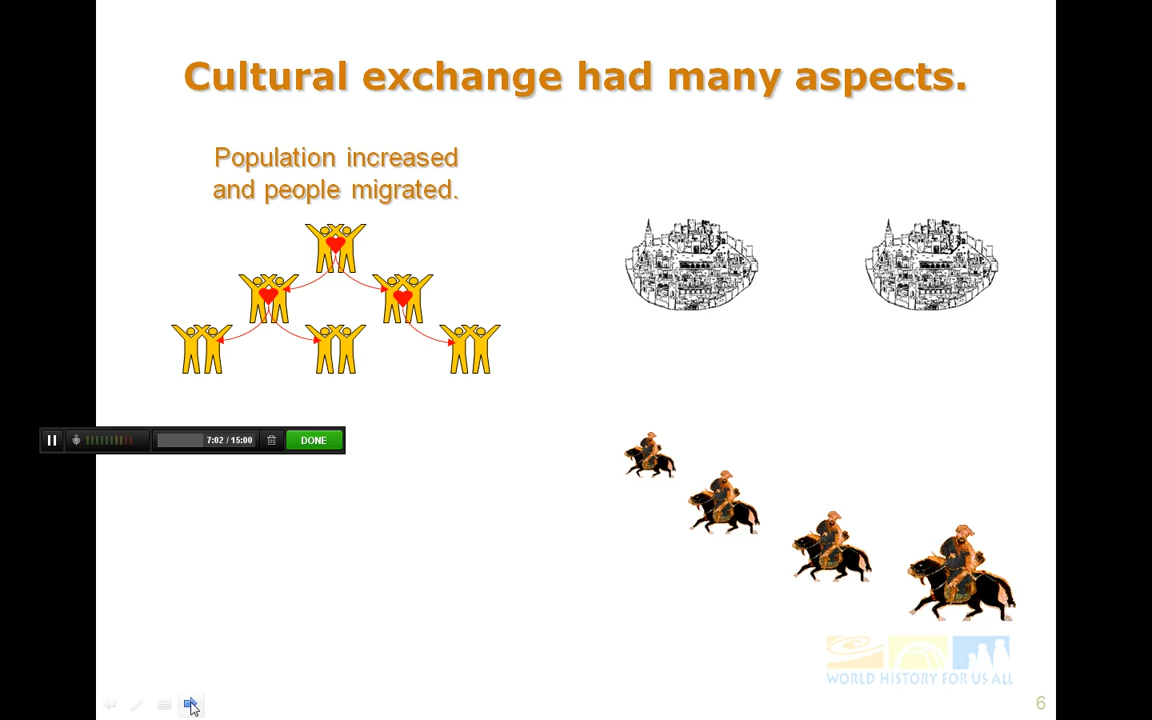 Cultural exchange had many aspects.
Population increased
and people migrated.
7:02 / 15:00
DONE
WORLD HISTORY FOR US ALL
6